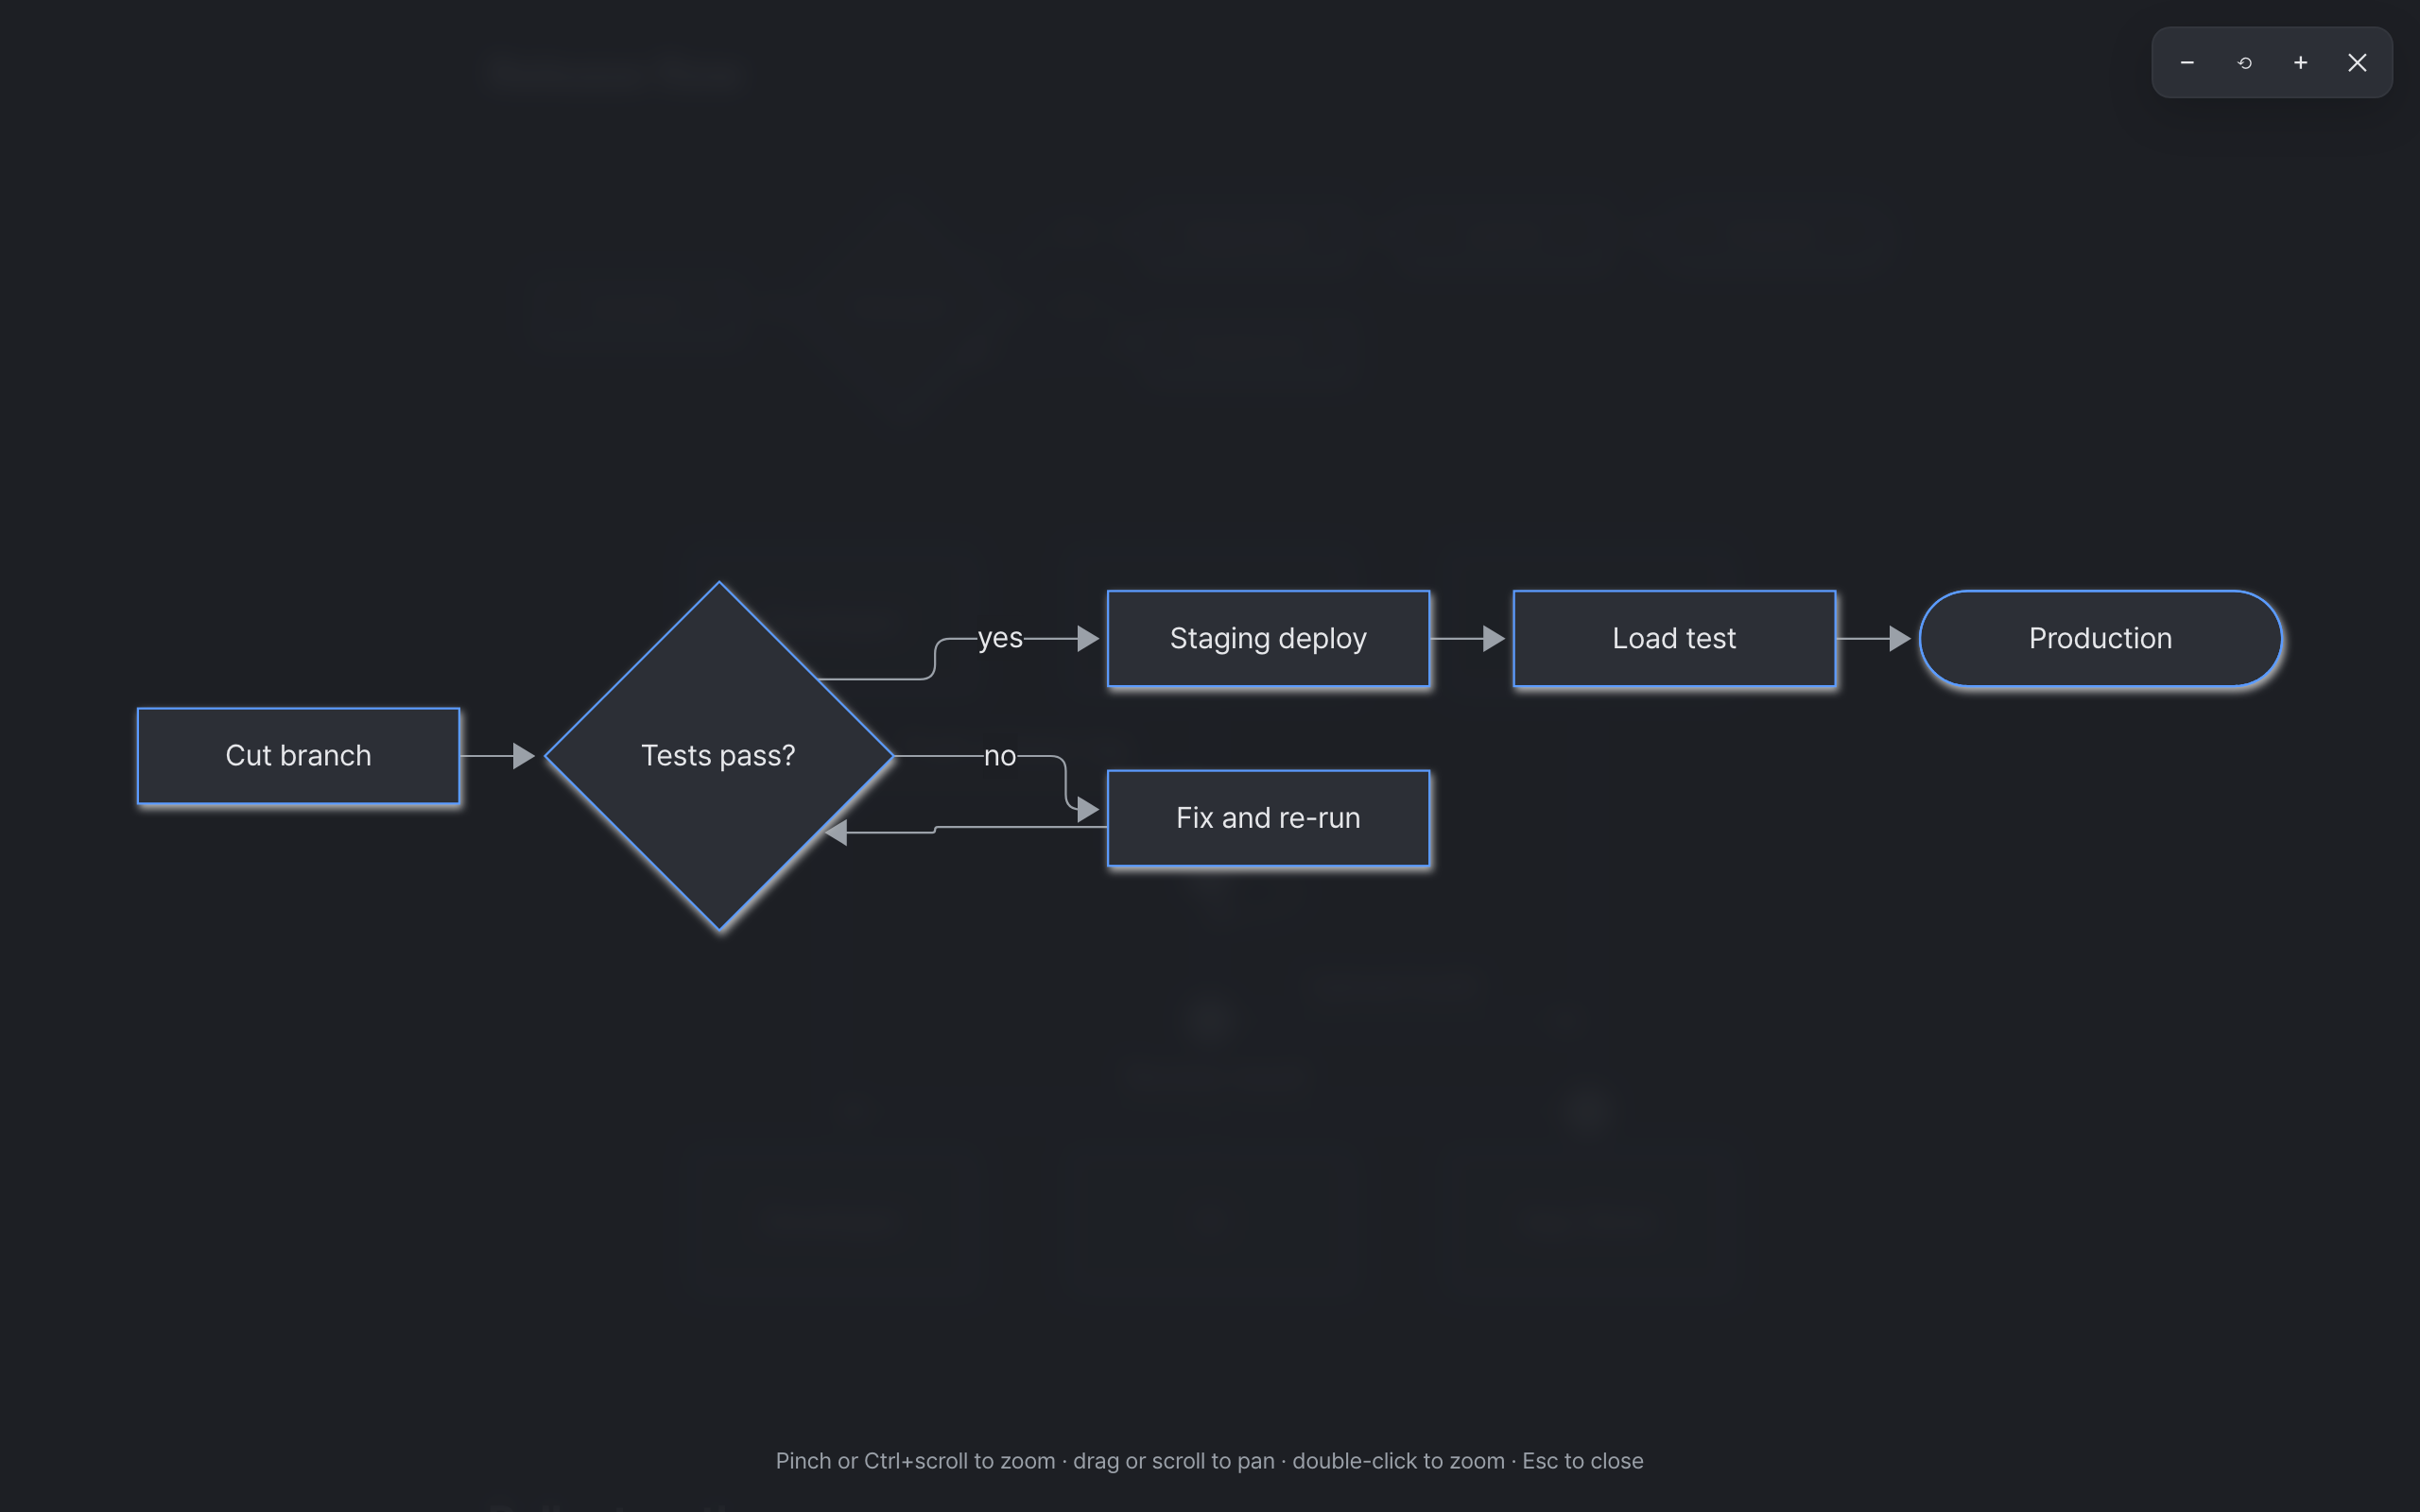 Cut branch
Tests pass?
yes
no
Staging deploy
Load test
Production
Fix and re-run
Pinch or Ctrl+scroll to zoom · drag or scroll to pan · double-click to zoom · Esc to close